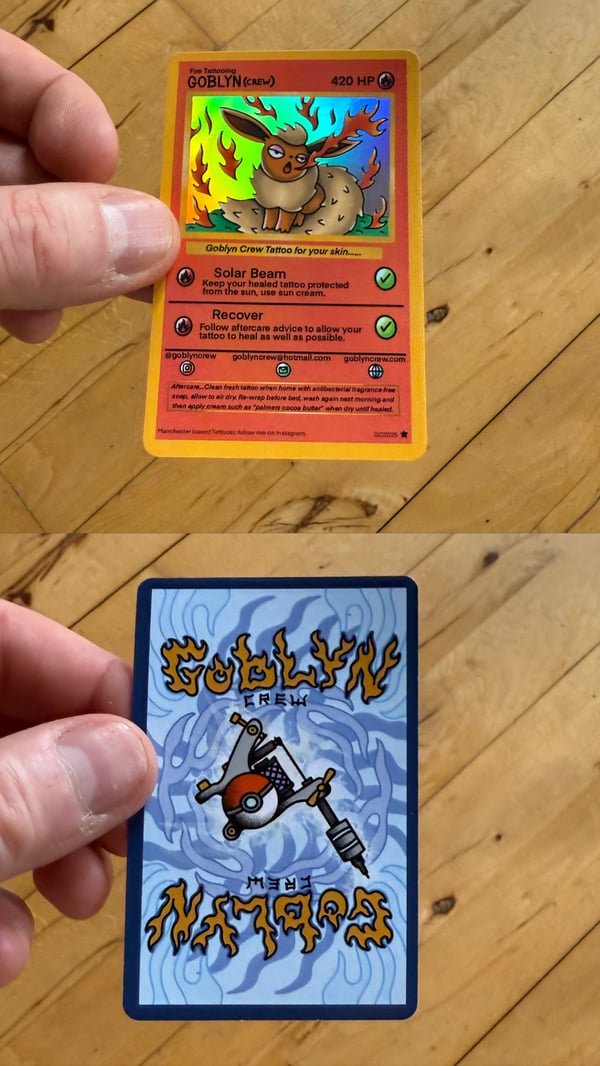 Fire Tattooing
GOBLYN (CREW) 420 HP
Goblyn Crew Tattoo for your skin......
Solar Beam
Keep your healed tattoo protected
from the sun, use sun cream.
Recover
Follow aftercare advice to allow your
tattoo to heal as well as possible.
@goblyncrew goblyncrew@hotmail.com goblyncrew.com
Aftercare...Clean fresh tattoo when home with antibacterial fragrance free
soap, allow to air dry. Re-wrap before bed, wash again next morning and
then apply cream such as "palmers cocoa butter" when dry until healed.
Manchester based Tattooer, follow me on Instagram. GC2025
GOBLYN
CREW
CREW
GOBLYN